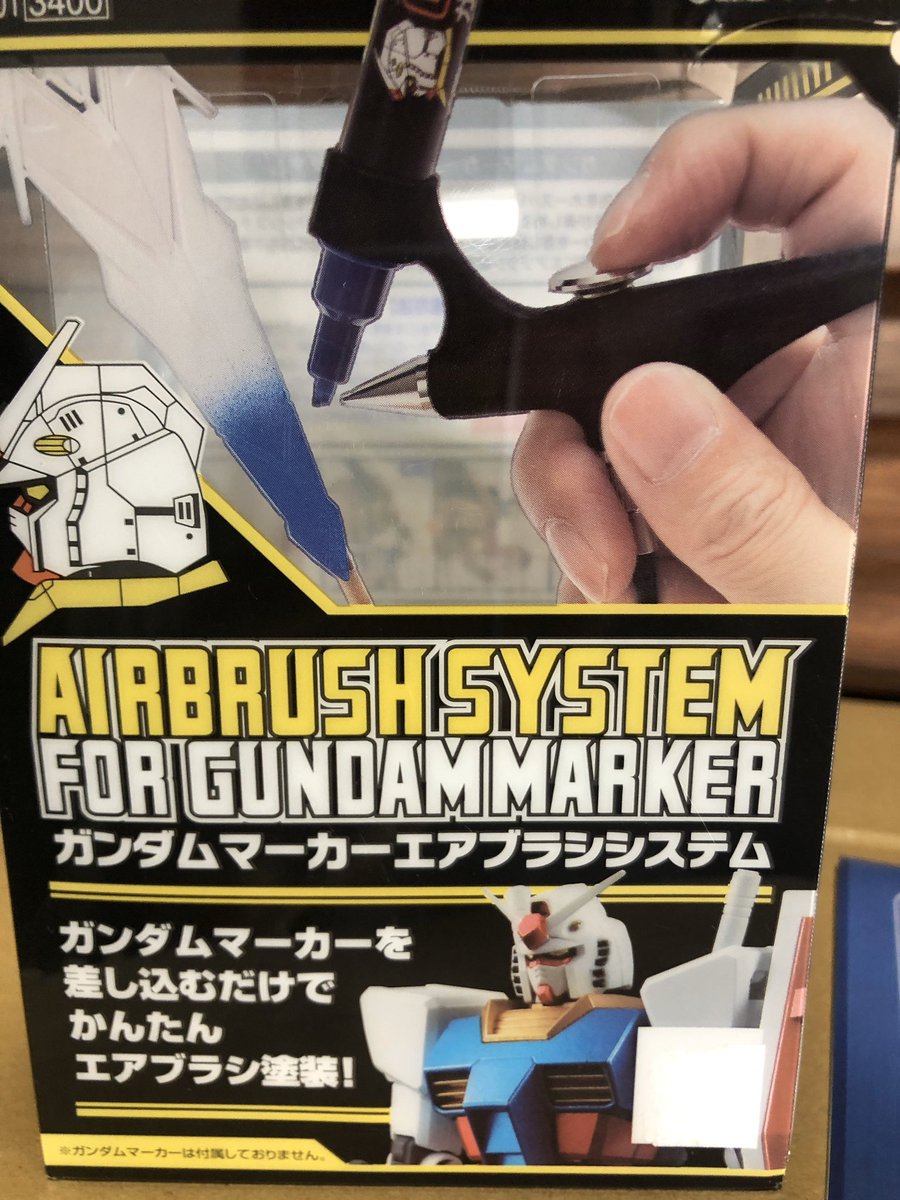 3400
AIRBRUSH SYSTEM
FOR GUNDAM MARKER
ガンダムマーカーエアブラシシステム
ガンダムマーカーを
差し込むだけで
かんたん
エアブラシ塗装!
※ガンダムマーカーは付属しておりません。